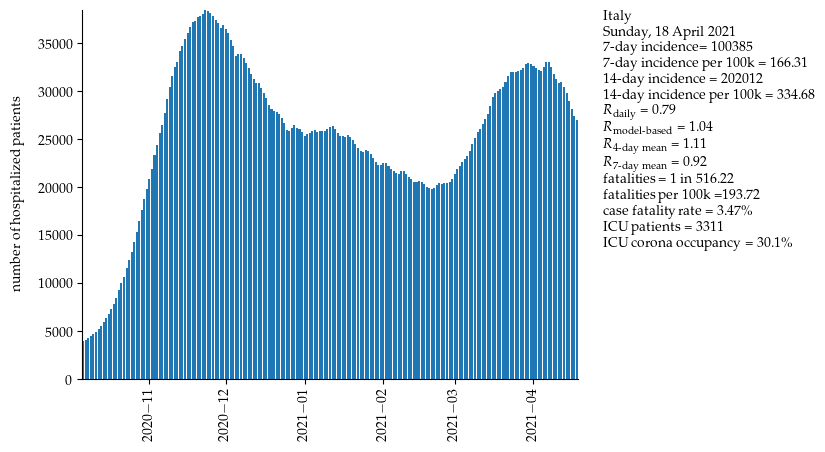 number of hospitalized patients
35000
30000
25000
20000
15000
10000
5000
0
2020−11
2020−12
2021−01
2021−02
2021−03
2021−04
Italy
Sunday, 18 April 2021
7-day incidence= 100385
7-day incidence per 100k = 166.31
14-day incidence = 202012
14-day incidence per 100k = 334.68
R daily = 0.79
R model-based = 1.04
R 4-day mean = 1.11
R 7-day mean = 0.92
fatalities = 1 in 516.22
fatalities per 100k =193.72
case fatality rate = 3.47%
ICU patients = 3311
ICU corona occupancy = 30.1%